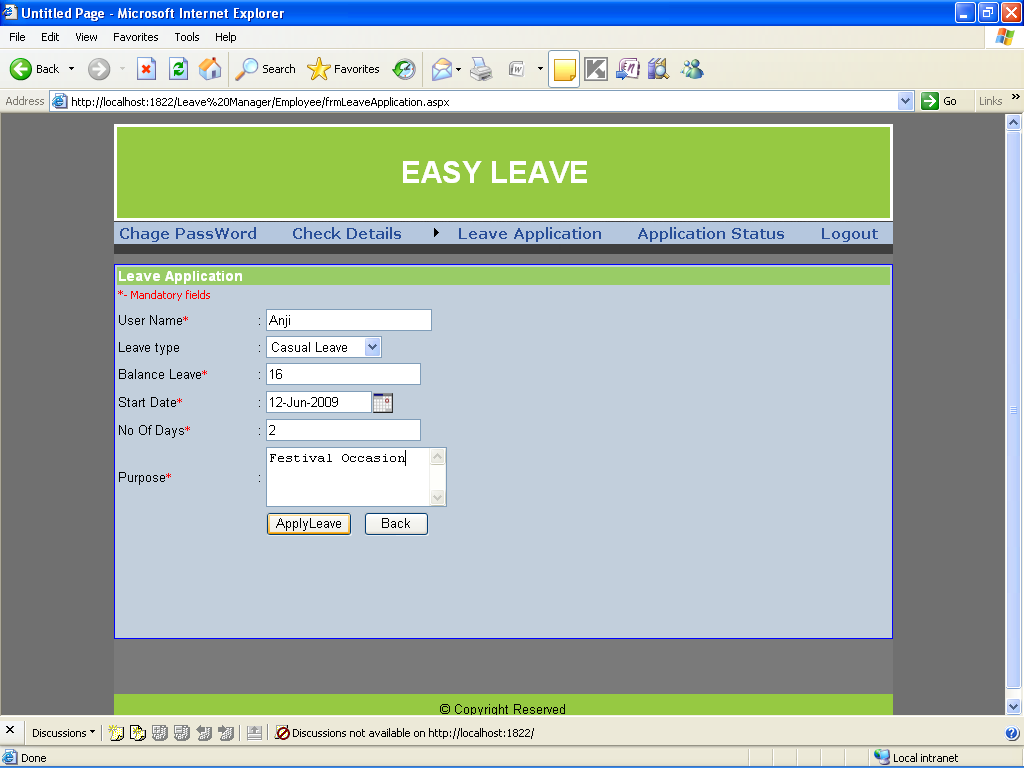 Untitled Page - Microsoft Internet Explorer
File Edit View Favorites Tools Help
Back Search Favorites
Address http://localhost:1822/Leave%20Manager/Employee/frmLeaveApplication.aspx Go Links »
EASY LEAVE
Chage PassWord Check Details Leave Application Application Status Logout
Leave Application
*- Mandatory fields
User Name* : Anji
Leave type : Casual Leave
Balance Leave* : 16
Start Date* : 12-Jun-2009
No Of Days* : 2
Purpose* : Festival Occasion
ApplyLeave Back
© Copyright Reserved
Discussions Discussions not available on http://localhost:1822/
Done Local intranet